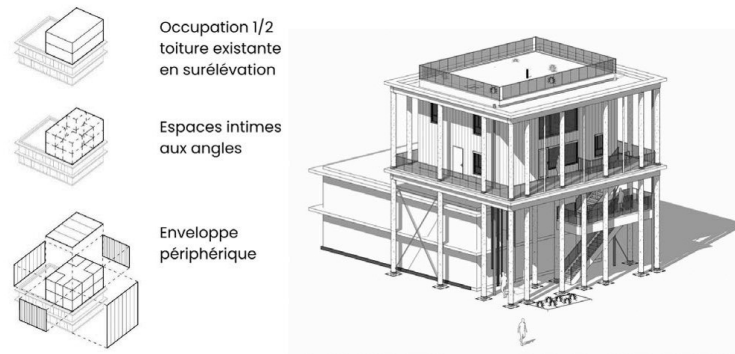 Occupation 1/2
toiture existante
en surélévation
Espaces intimes
aux angles
Enveloppe
périphérique